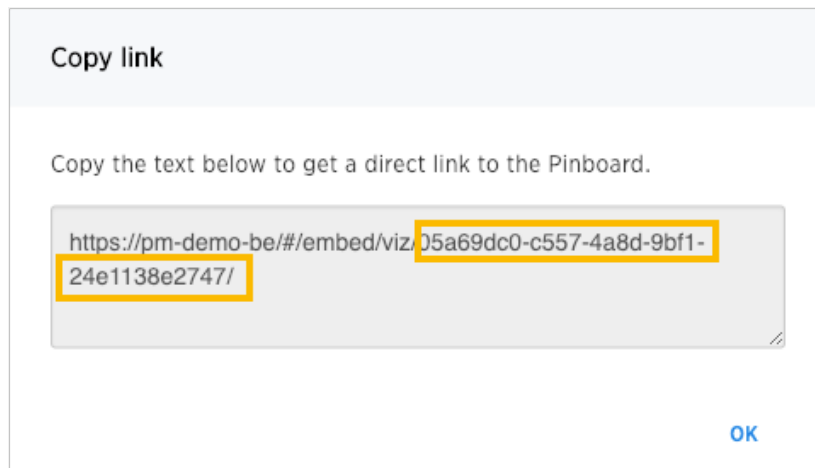 Copy link
Copy the text below to get a direct link to the Pinboard.
https://pm-demo-be/#/embed/viz/05a69dc0-c557-4a8d-9bf1-
24e1138e2747/
OK